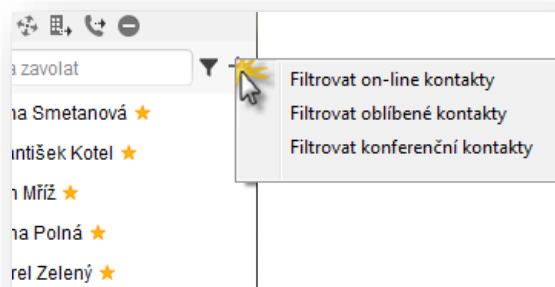 a zavolat
Filtrovat on-line kontakty
Filtrovat oblíbené kontakty
Filtrovat konferenční kontakty
na Smetanová
ntišek Kotel
n Mříž
na Polná
rel Zelený